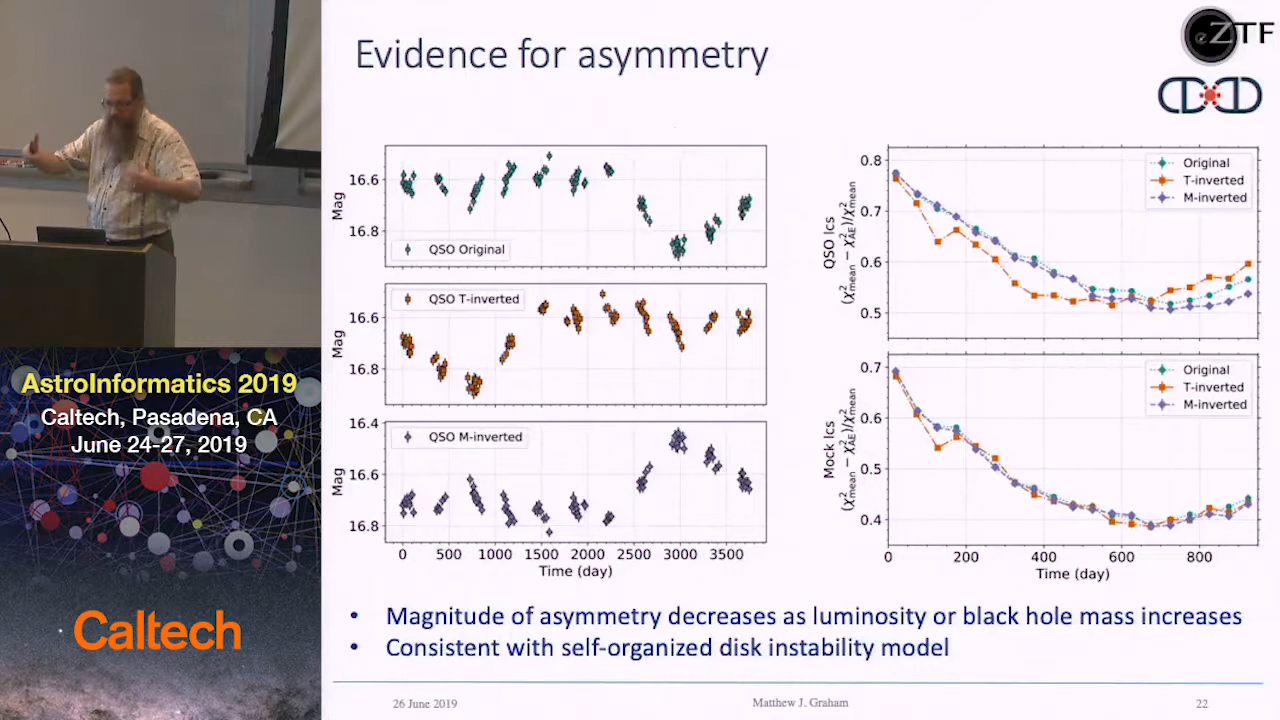 Evidence for asymmetry
eZTF
Mag
16.6
16.8
QSO Original
Mag
16.6
16.8
QSO T-inverted
Mag
16.4
16.6
16.8
QSO M-inverted
0 500 1000 1500 2000 2500 3000 3500
Time (day)
QSO lcs
(χ²mean − χ²AE)/χ²mean
0.8
0.7
0.6
0.5
Original
T-inverted
M-inverted
Mock lcs
(χ²mean − χ²AE)/χ²mean
0.7
0.6
0.5
0.4
Original
T-inverted
M-inverted
0 200 400 600 800
Time (day)
• Magnitude of asymmetry decreases as luminosity or black hole mass increases
• Consistent with self-organized disk instability model
26 June 2019 Matthew J. Graham 22
AstroInformatics 2019
Caltech, Pasadena, CA
June 24-27, 2019
Caltech